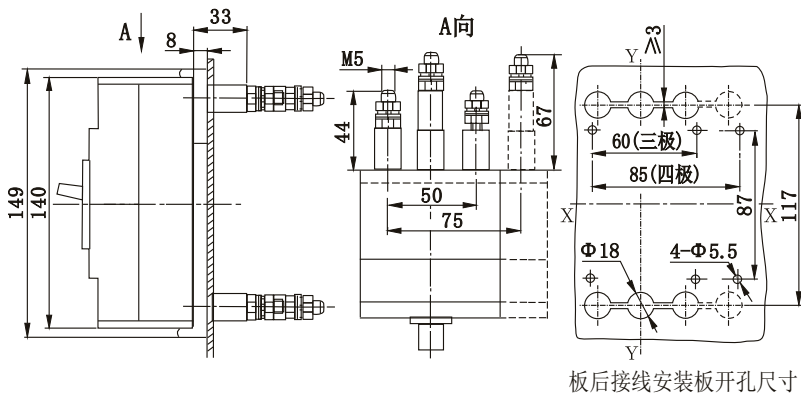 A
33
8
149
140
A向
M5
44
67
50
75
Y
≥3
60(三极)
85(四极)
X
X
87
117
Φ18
4-Φ5.5
Y
板后接线安装板开孔尺寸